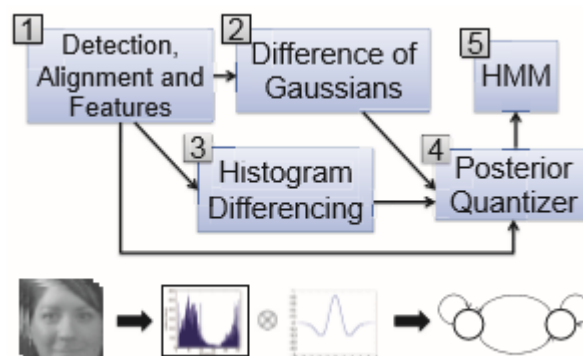 1
Detection,
Alignment and
Features
2
Difference of
Gaussians
3
Histogram
Differencing
4
Posterior
Quantizer
5
HMM